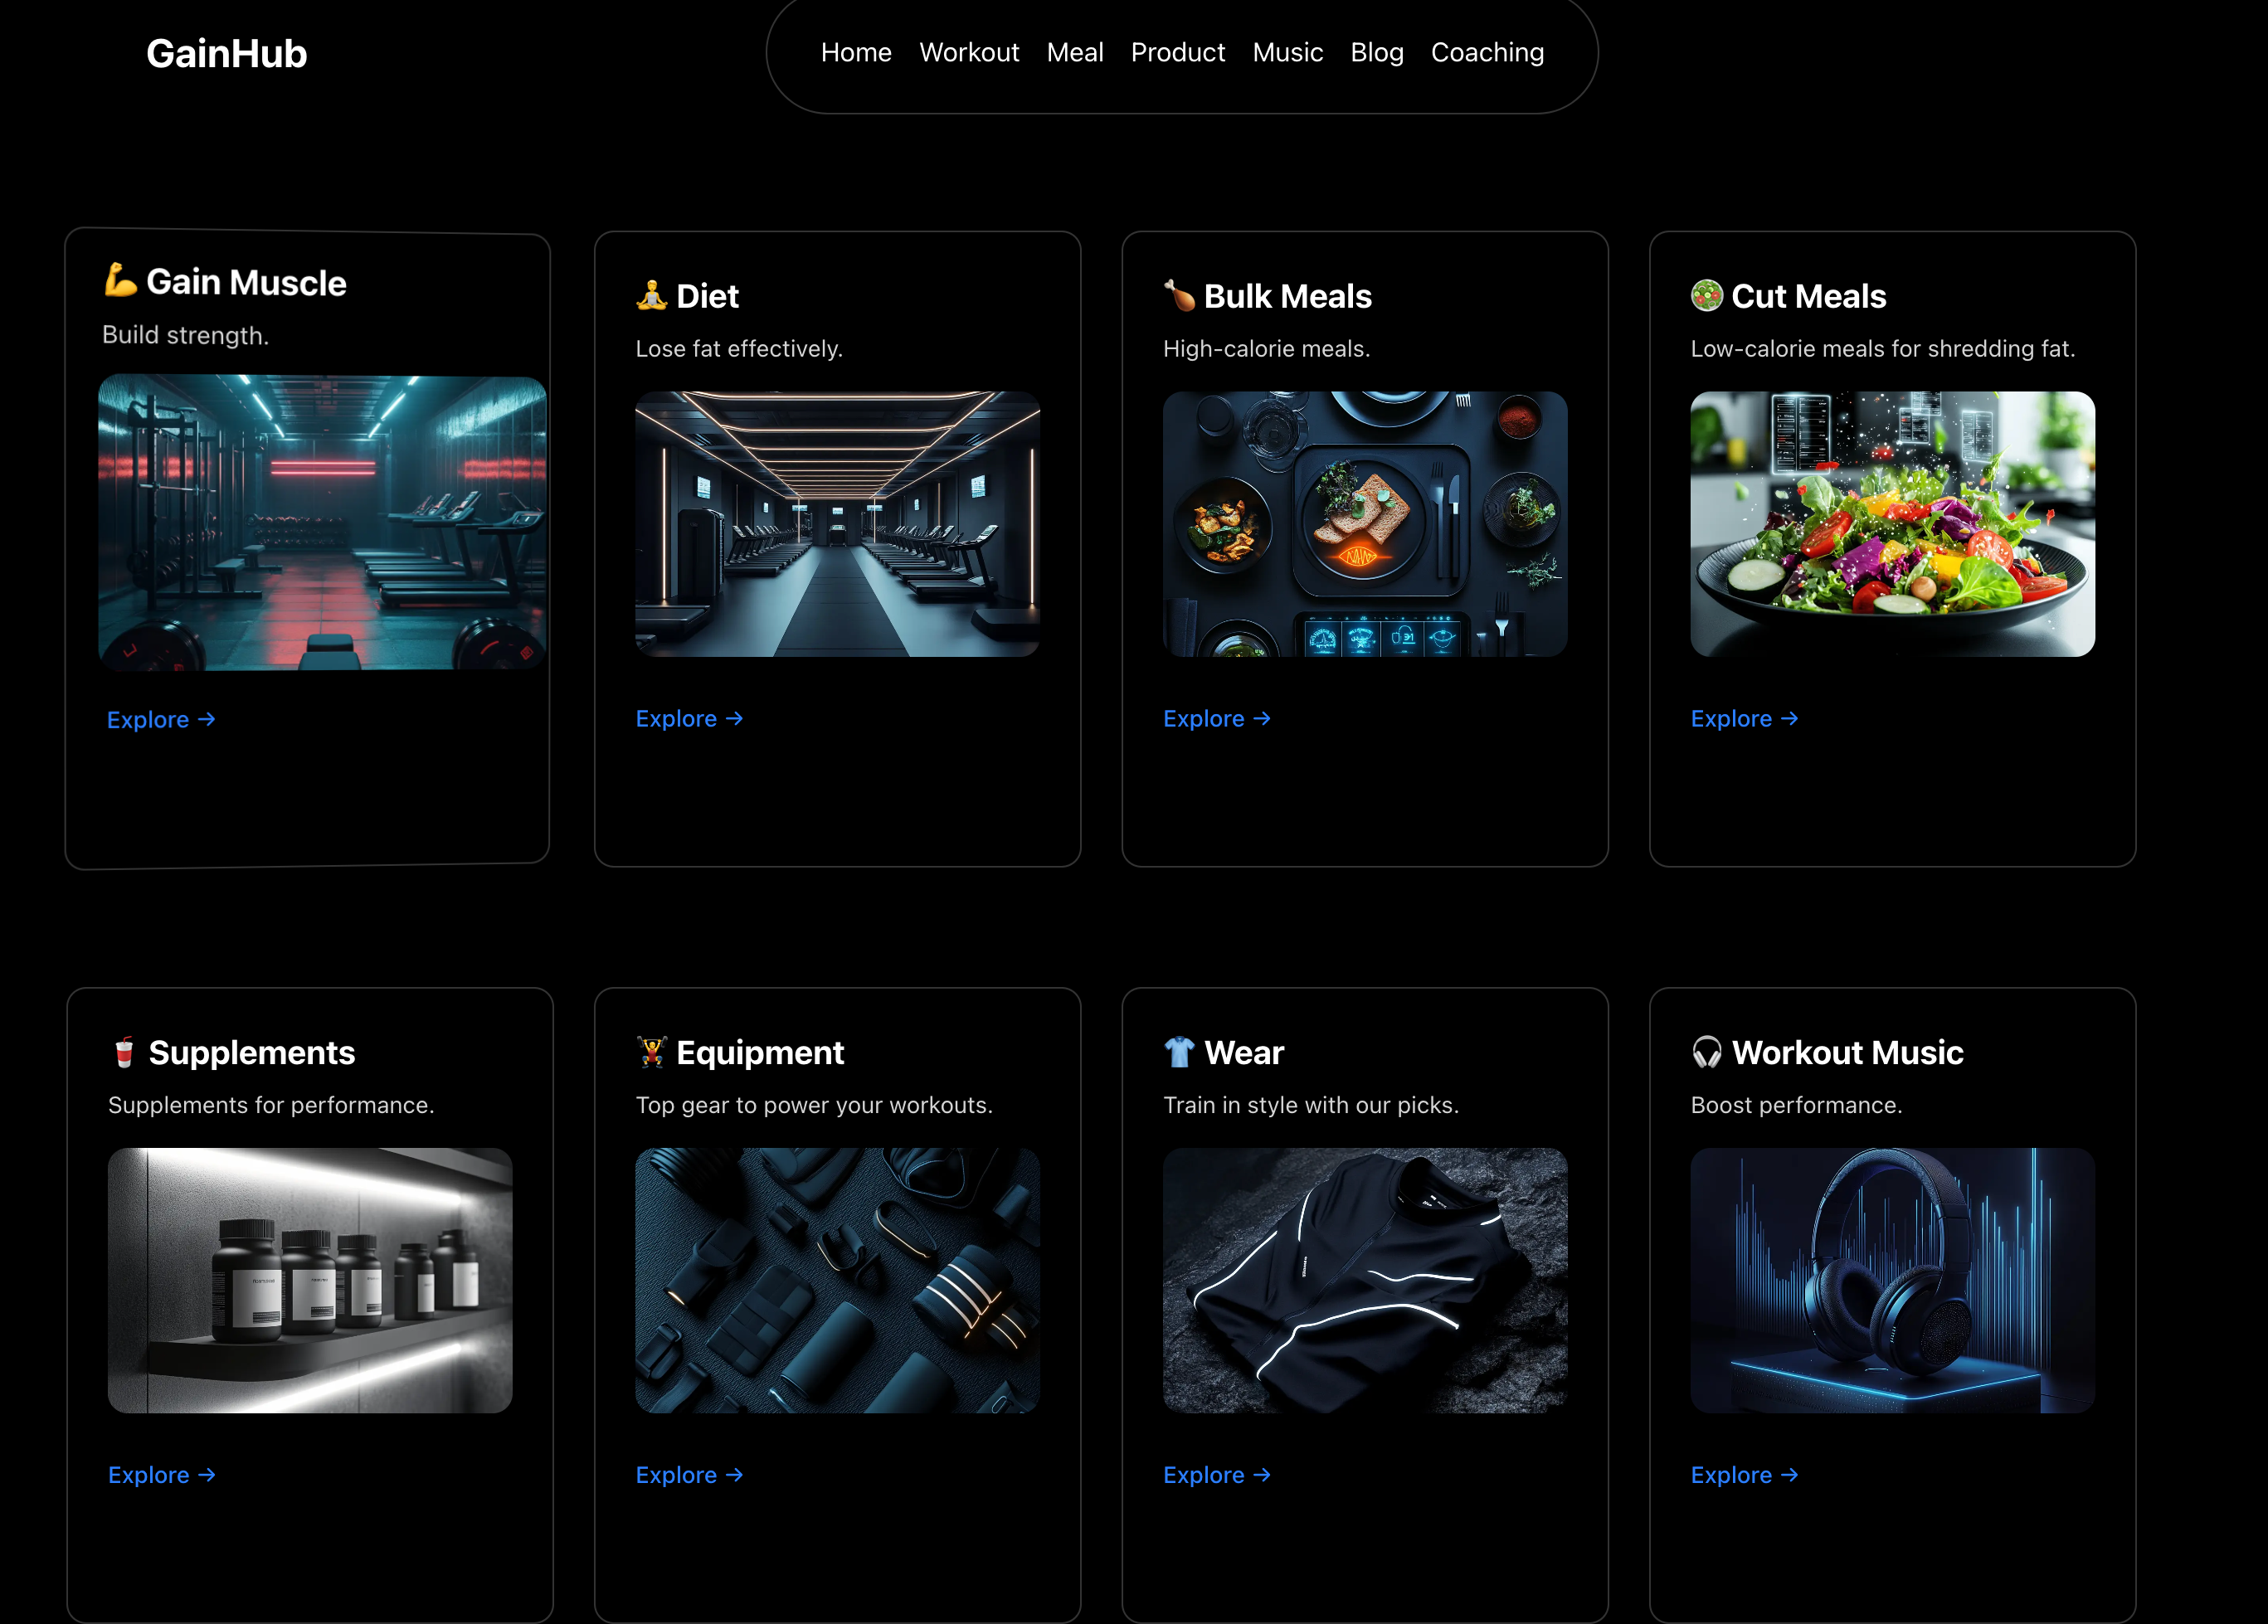 GainHub
Home Workout Meal Product Music Blog Coaching
💪 Gain Muscle
Build strength.
Explore →
🧘 Diet
Lose fat effectively.
Explore →
🍗 Bulk Meals
High-calorie meals.
Explore →
🥗 Cut Meals
Low-calorie meals for shredding fat.
Explore →
🥤 Supplements
Supplements for performance.
Explore →
🏋️ Equipment
Top gear to power your workouts.
Explore →
👕 Wear
Train in style with our picks.
Explore →
🎧 Workout Music
Boost performance.
Explore →